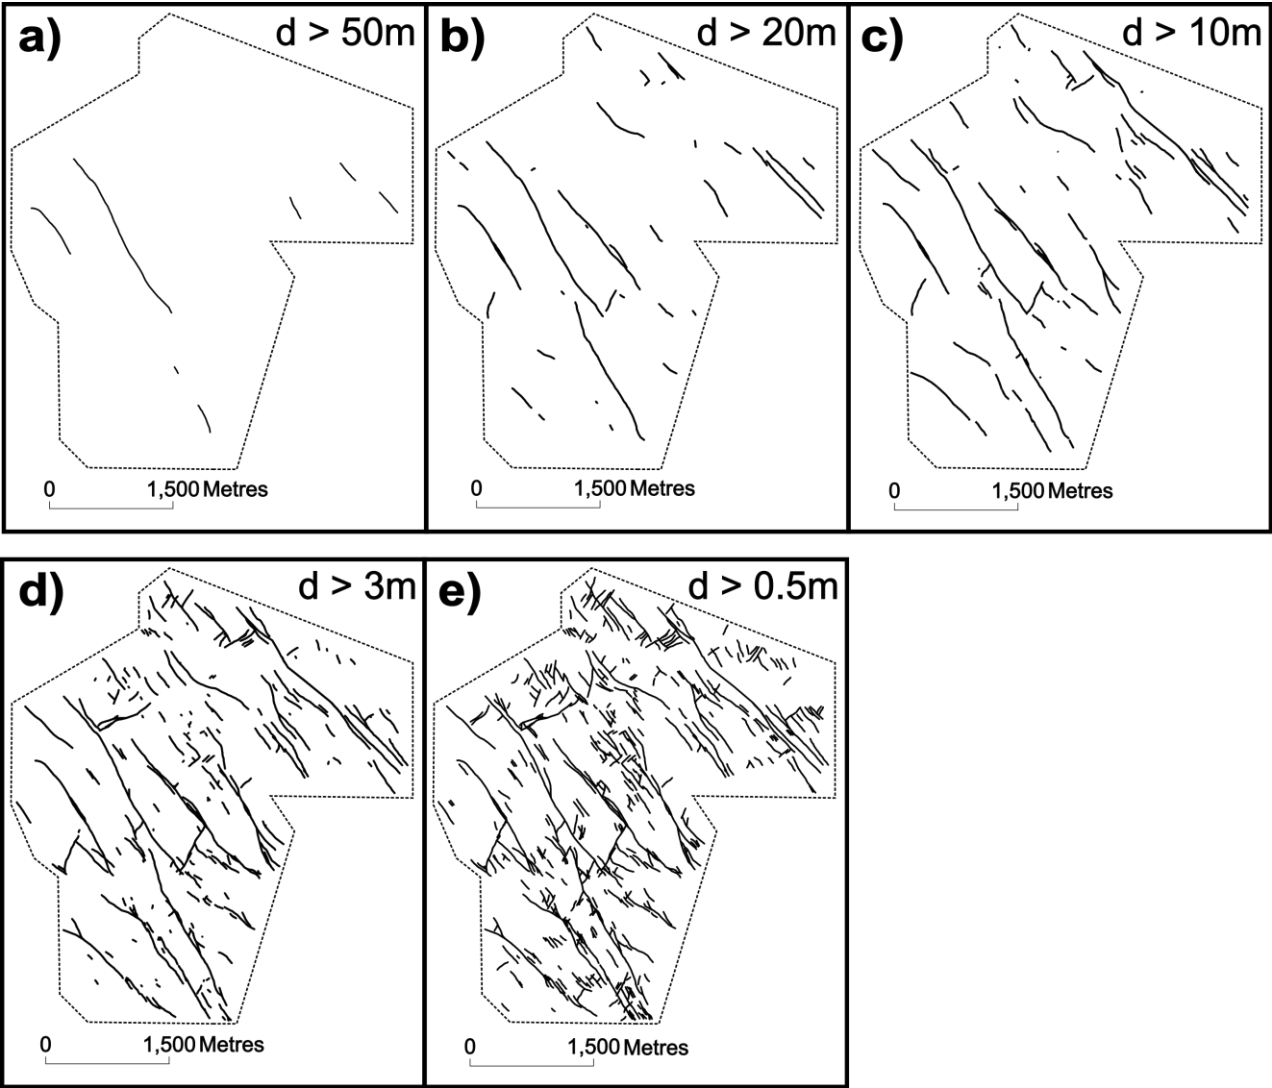 a) d > 50m
b) d > 20m
c) d > 10m
0 1,500 Metres
0 1,500 Metres
0 1,500 Metres
d) d > 3m
e) d > 0.5m
0 1,500 Metres
0 1,500 Metres